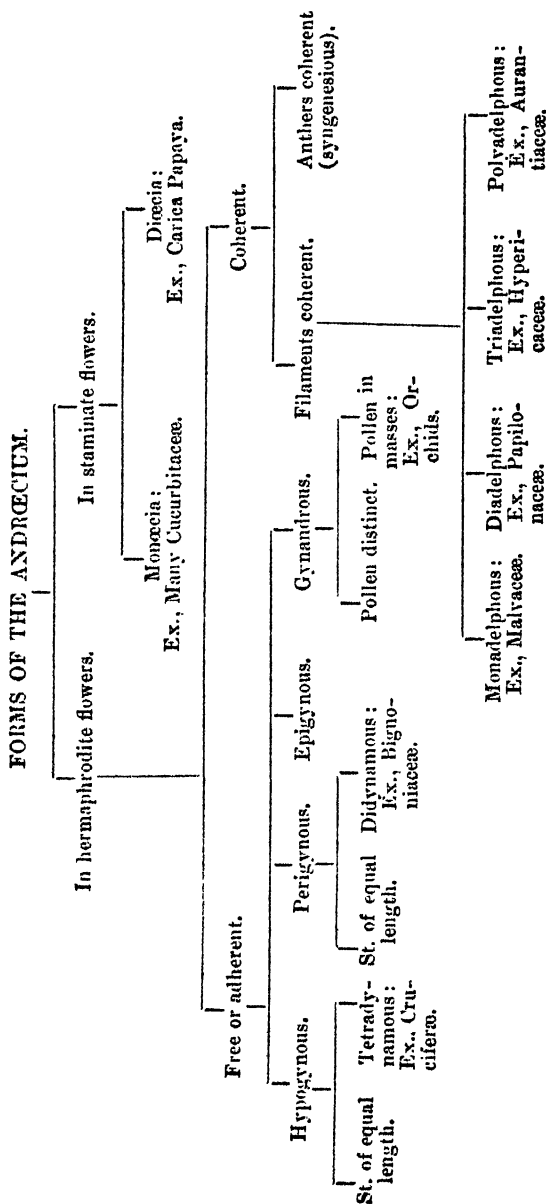 FORMS OF THE ANDRŒCIUM.
In hermaphrodite flowers.
In staminate flowers.
Monœcia:
Ex., Many Cucurbitaceæ.
Diœcia:
Ex., Carica Papaya.
Free or adherent.
Coherent.
Hypogynous.
Perigynous.
Epigynous.
Gynandrous.
Filaments coherent.
Anthers coherent
(syngenesious).
St. of equal
length.
Tetrady-
namous:
Ex., Cru-
ciferæ.
St. of equal
length.
Didynamous:
Ex., Bigno-
niaceæ.
Pollen distinct.
Pollen in
masses:
Ex., Or-
chids.
Monadelphous:
Ex., Malvaceæ.
Diadelphous:
Ex., Papilo-
naceæ.
Triadelphous:
Ex., Hyperi-
caceæ.
Polyadelphous:
Ex., Auran-
tiaceæ.